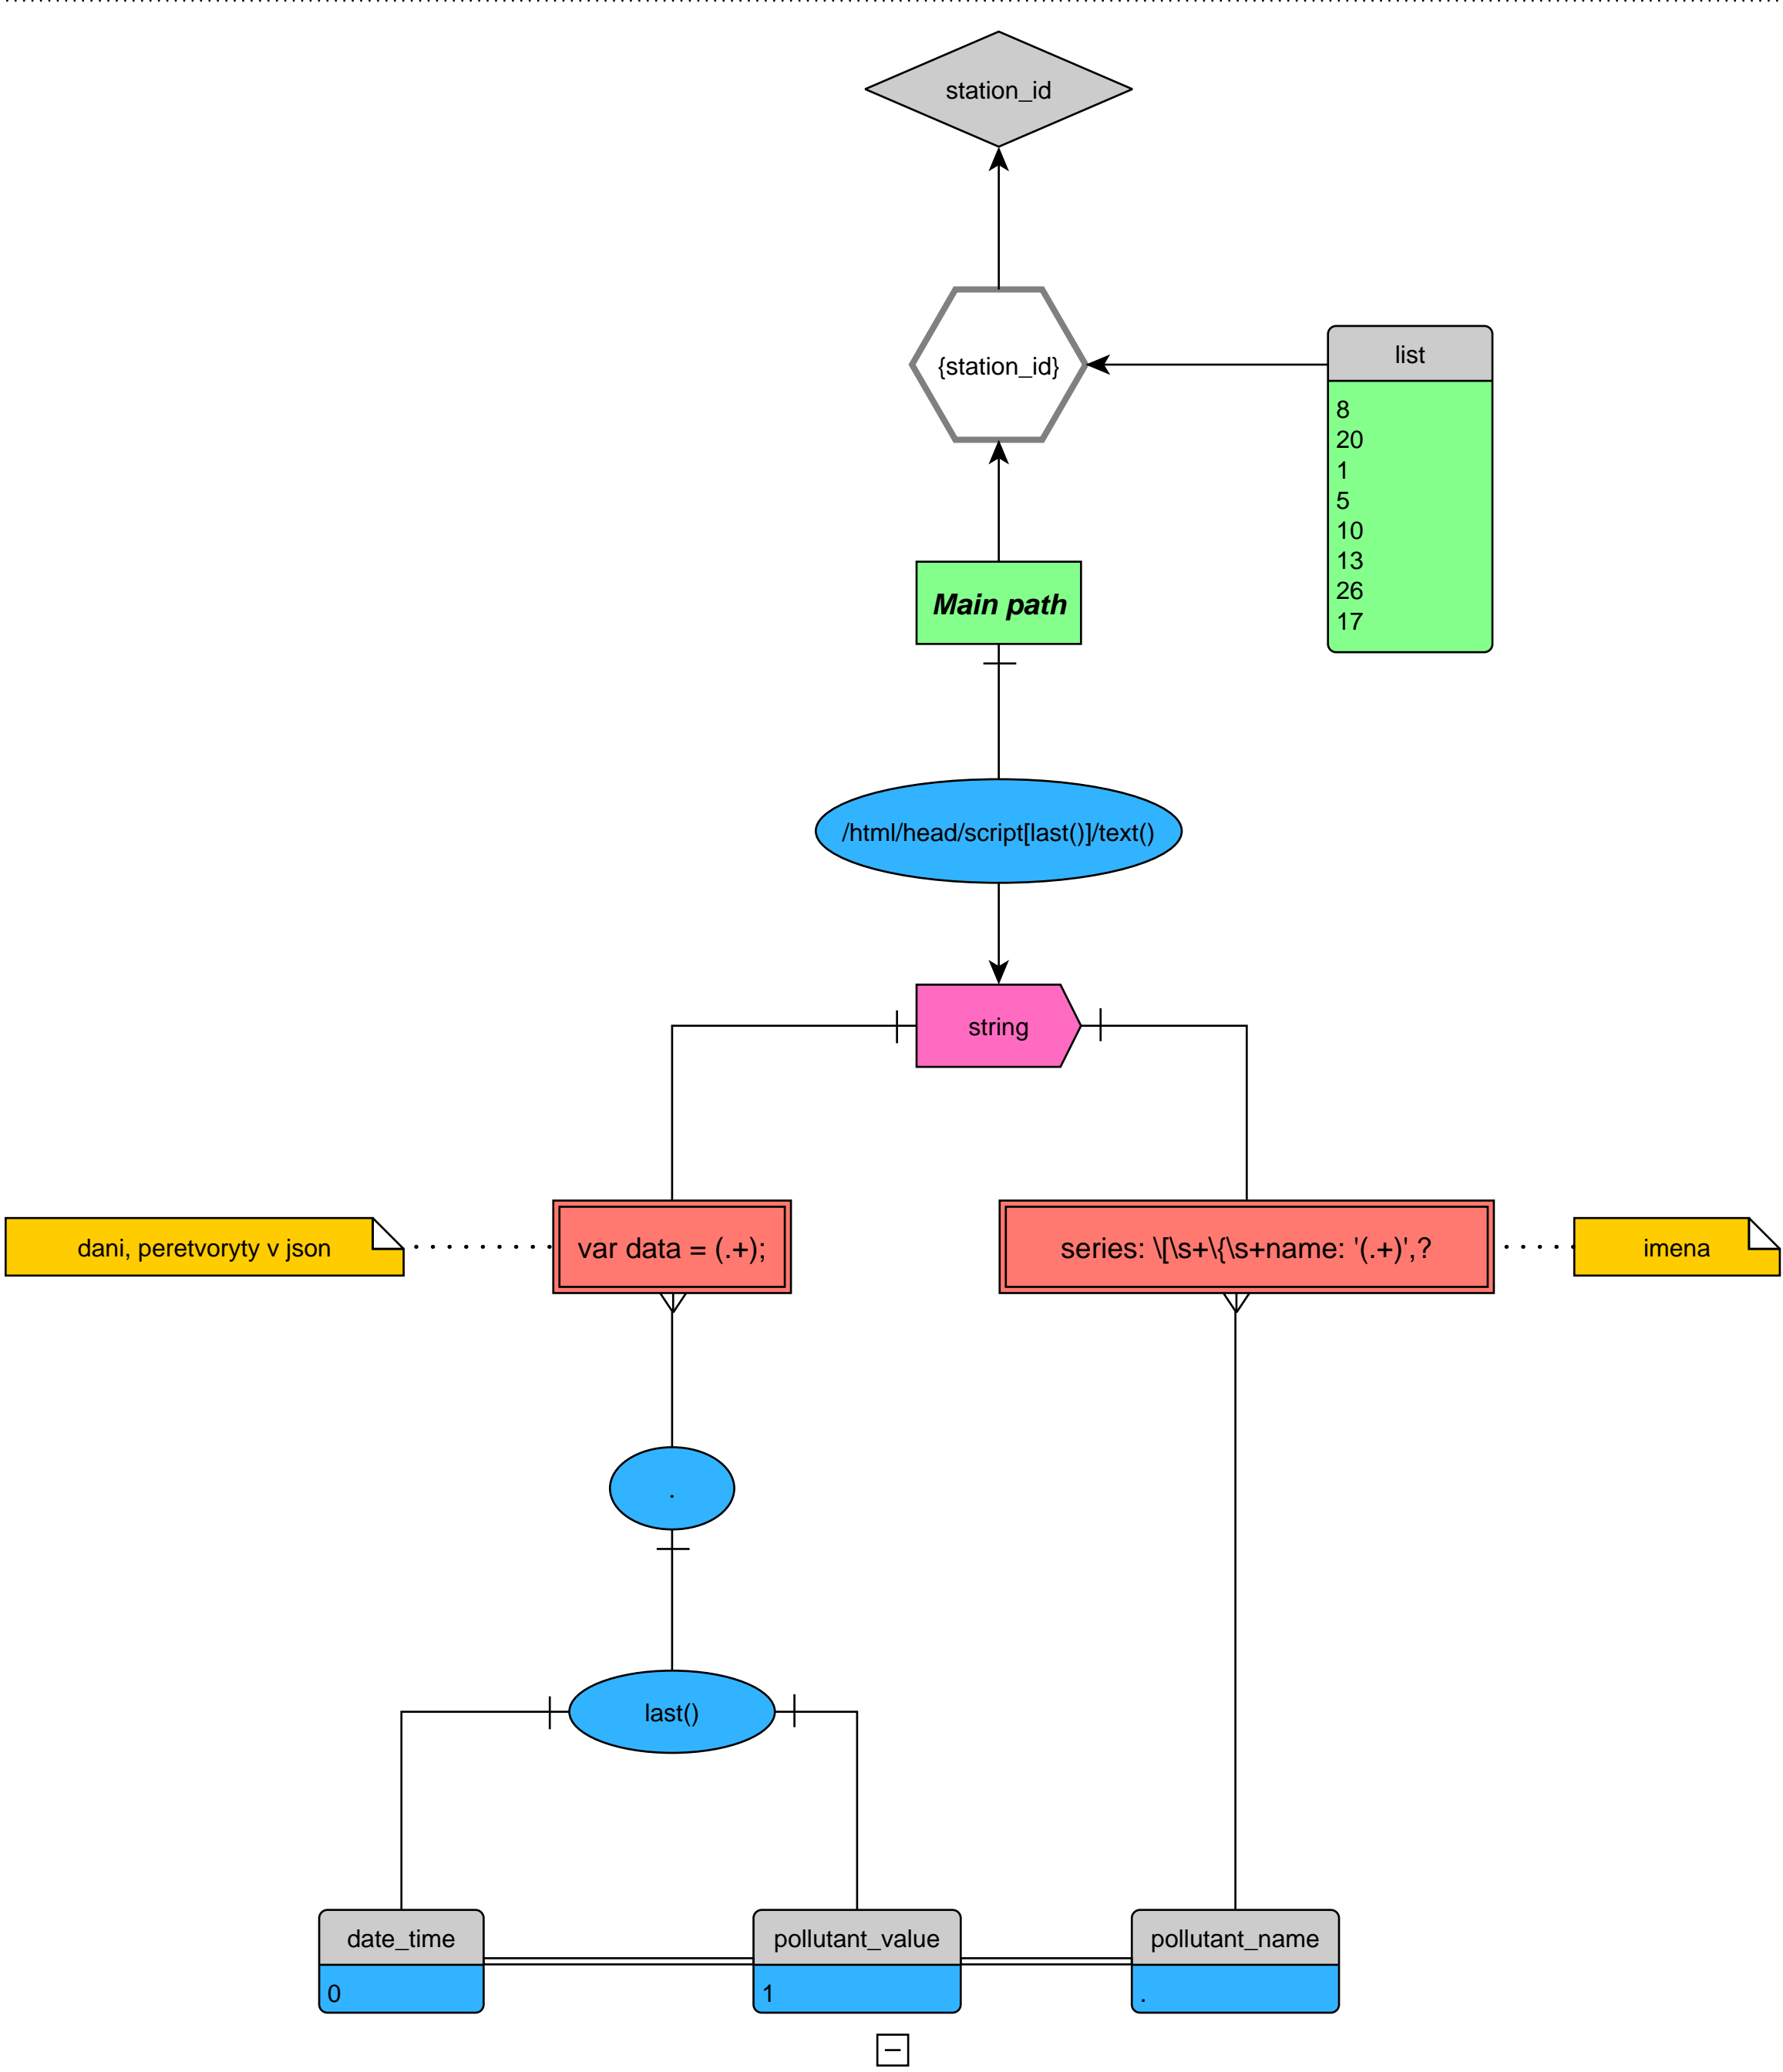 station_id
{station_id}
list
8
20
1
5
10
13
26
17
Main path
/html/head/script[last()]/text()
string
dani, peretvoryty v json
var data = (.+);
series: \[\s+\{\s+name: '(.+)',?
imena
.
last()
date_time
0
pollutant_value
1
pollutant_name
.